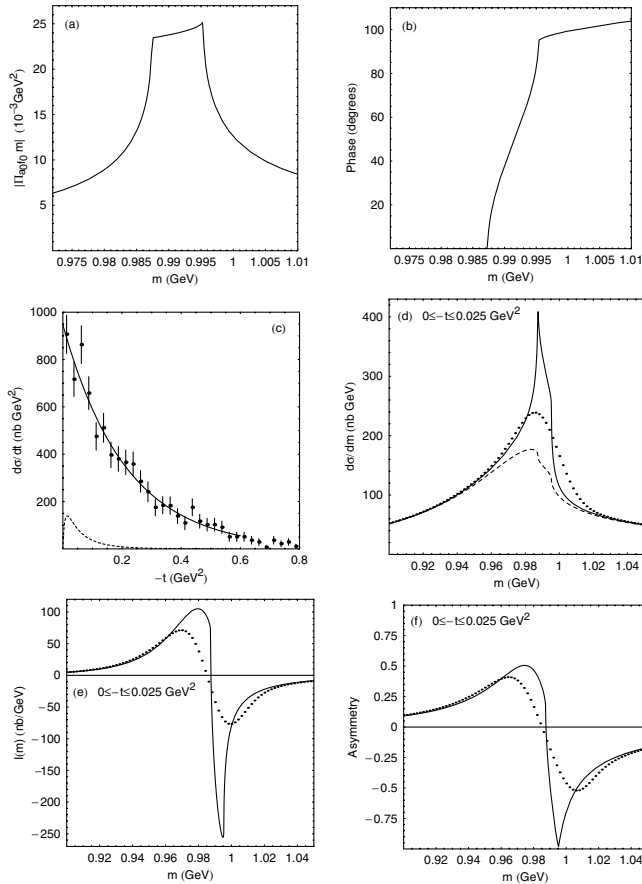 (a)
|Π_{a0f0} m| (10^{−3}GeV^2)
25
20
15
10
5
0.975 0.98 0.985 0.99 0.995 1 1.005 1.01
m (GeV)
(b)
Phase (degrees)
100
80
60
40
20
0.975 0.98 0.985 0.99 0.995 1 1.005 1.01
m (GeV)
(c)
dσ/dt (nb GeV^2)
1000
800
600
400
200
0.2 0.4 0.6 0.8
−t (GeV^2)
(d) 0≤−t≤0.025 GeV^2
dσ/dm (nb GeV)
400
300
200
100
0.92 0.94 0.96 0.98 1 1.02 1.04
m (GeV)
(e) 0≤−t≤0.025 GeV^2
I(m) (nb/GeV)
100
50
0
−50
−100
−150
−200
−250
0.92 0.94 0.96 0.98 1 1.02 1.04
m (GeV)
(f) 0≤−t≤0.025 GeV^2
Asymmetry
1
0.75
0.5
0.25
0
−0.25
−0.5
−0.75
0.92 0.94 0.96 0.98 1 1.02 1.04
m (GeV)